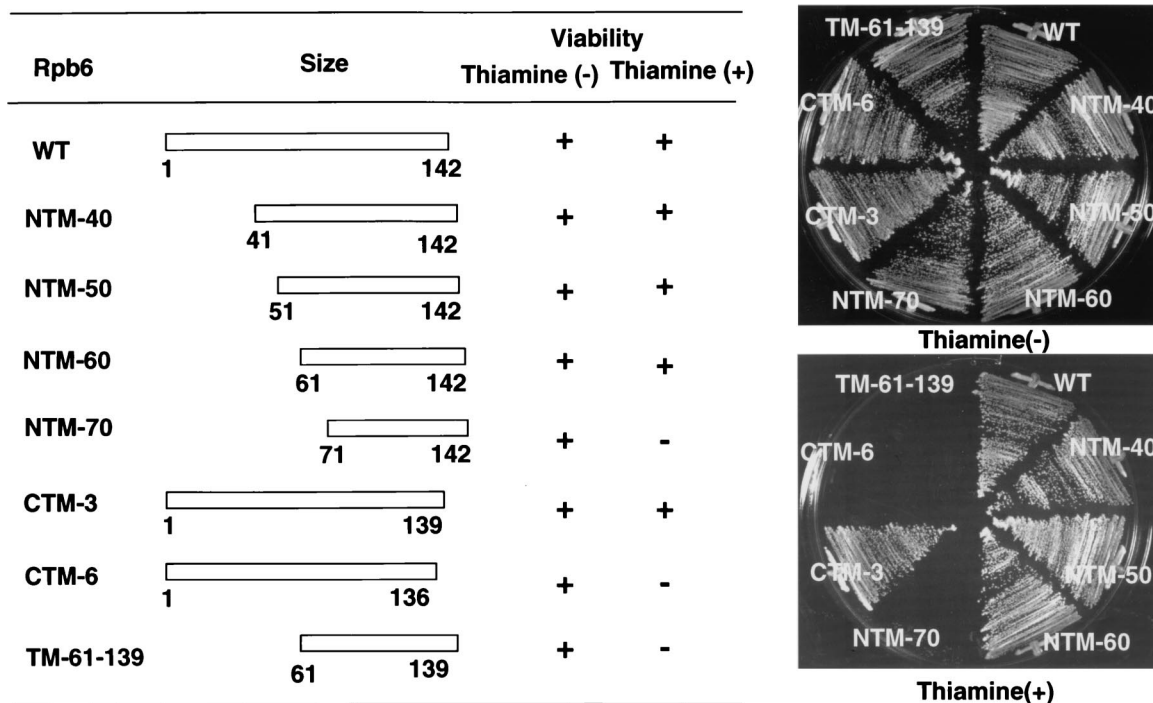 Viability
Rpb6 Size Thiamine (-) Thiamine (+)
WT + +
1 142
NTM-40 + +
41 142
NTM-50 + +
51 142
NTM-60 + +
61 142
NTM-70 + -
71 142
CTM-3 + +
1 139
CTM-6 + -
1 136
TM-61-139 + -
61 139
TM-61-139 WT
CTM-6 NTM-40
CTM-3 NTM-50
NTM-70 NTM-60
Thiamine(-)
TM-61-139 WT
CTM-6 NTM-40
CTM-3 NTM-50
NTM-70 NTM-60
Thiamine(+)